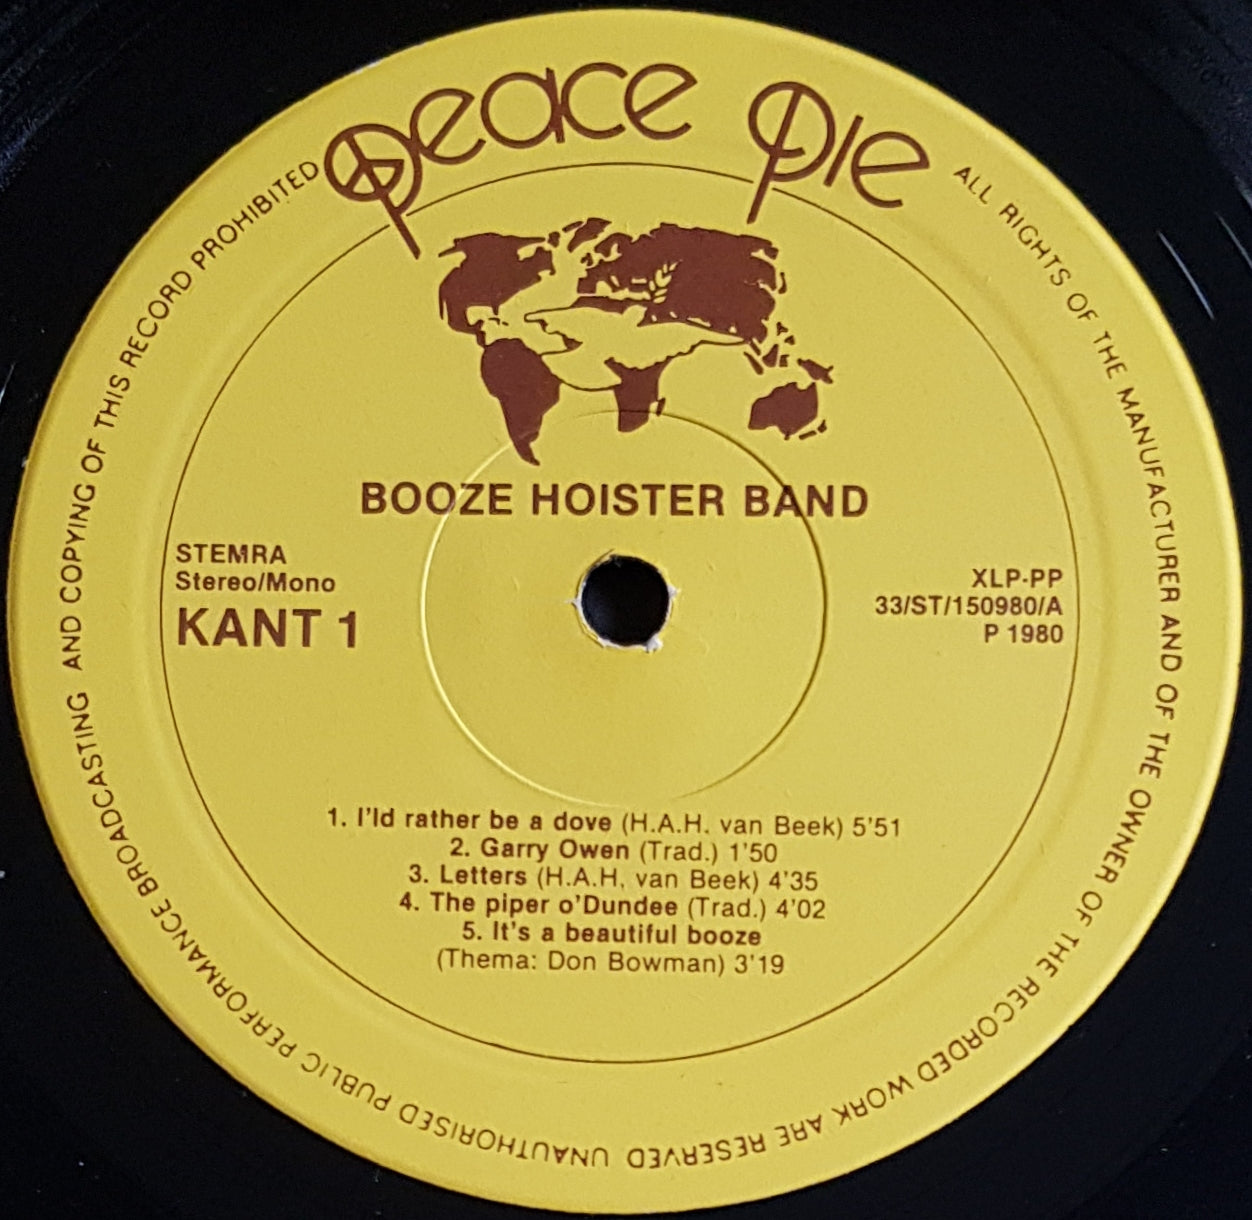 Peace Pie
ALL RIGHTS OF THE MANUFACTURER AND OF THE OWNER OF THE RECORDED WORK ARE RESERVED UNAUTHORISED PUBLIC PERFORMANCE BROADCASTING AND COPYING OF THIS RECORD PROHIBITED
BOOZE HOISTER BAND
STEMRA
Stereo/Mono
KANT 1
XLP-PP
33/ST/150980/A
P 1980
1. I'ld rather be a dove (H.A.H. van Beek) 5'51
2. Garry Owen (Trad.) 1'50
3. Letters (H.A.H. van Beek) 4'35
4. The piper o'Dundee (Trad.) 4'02
5. It's a beautiful booze
(Thema: Don Bowman) 3'19